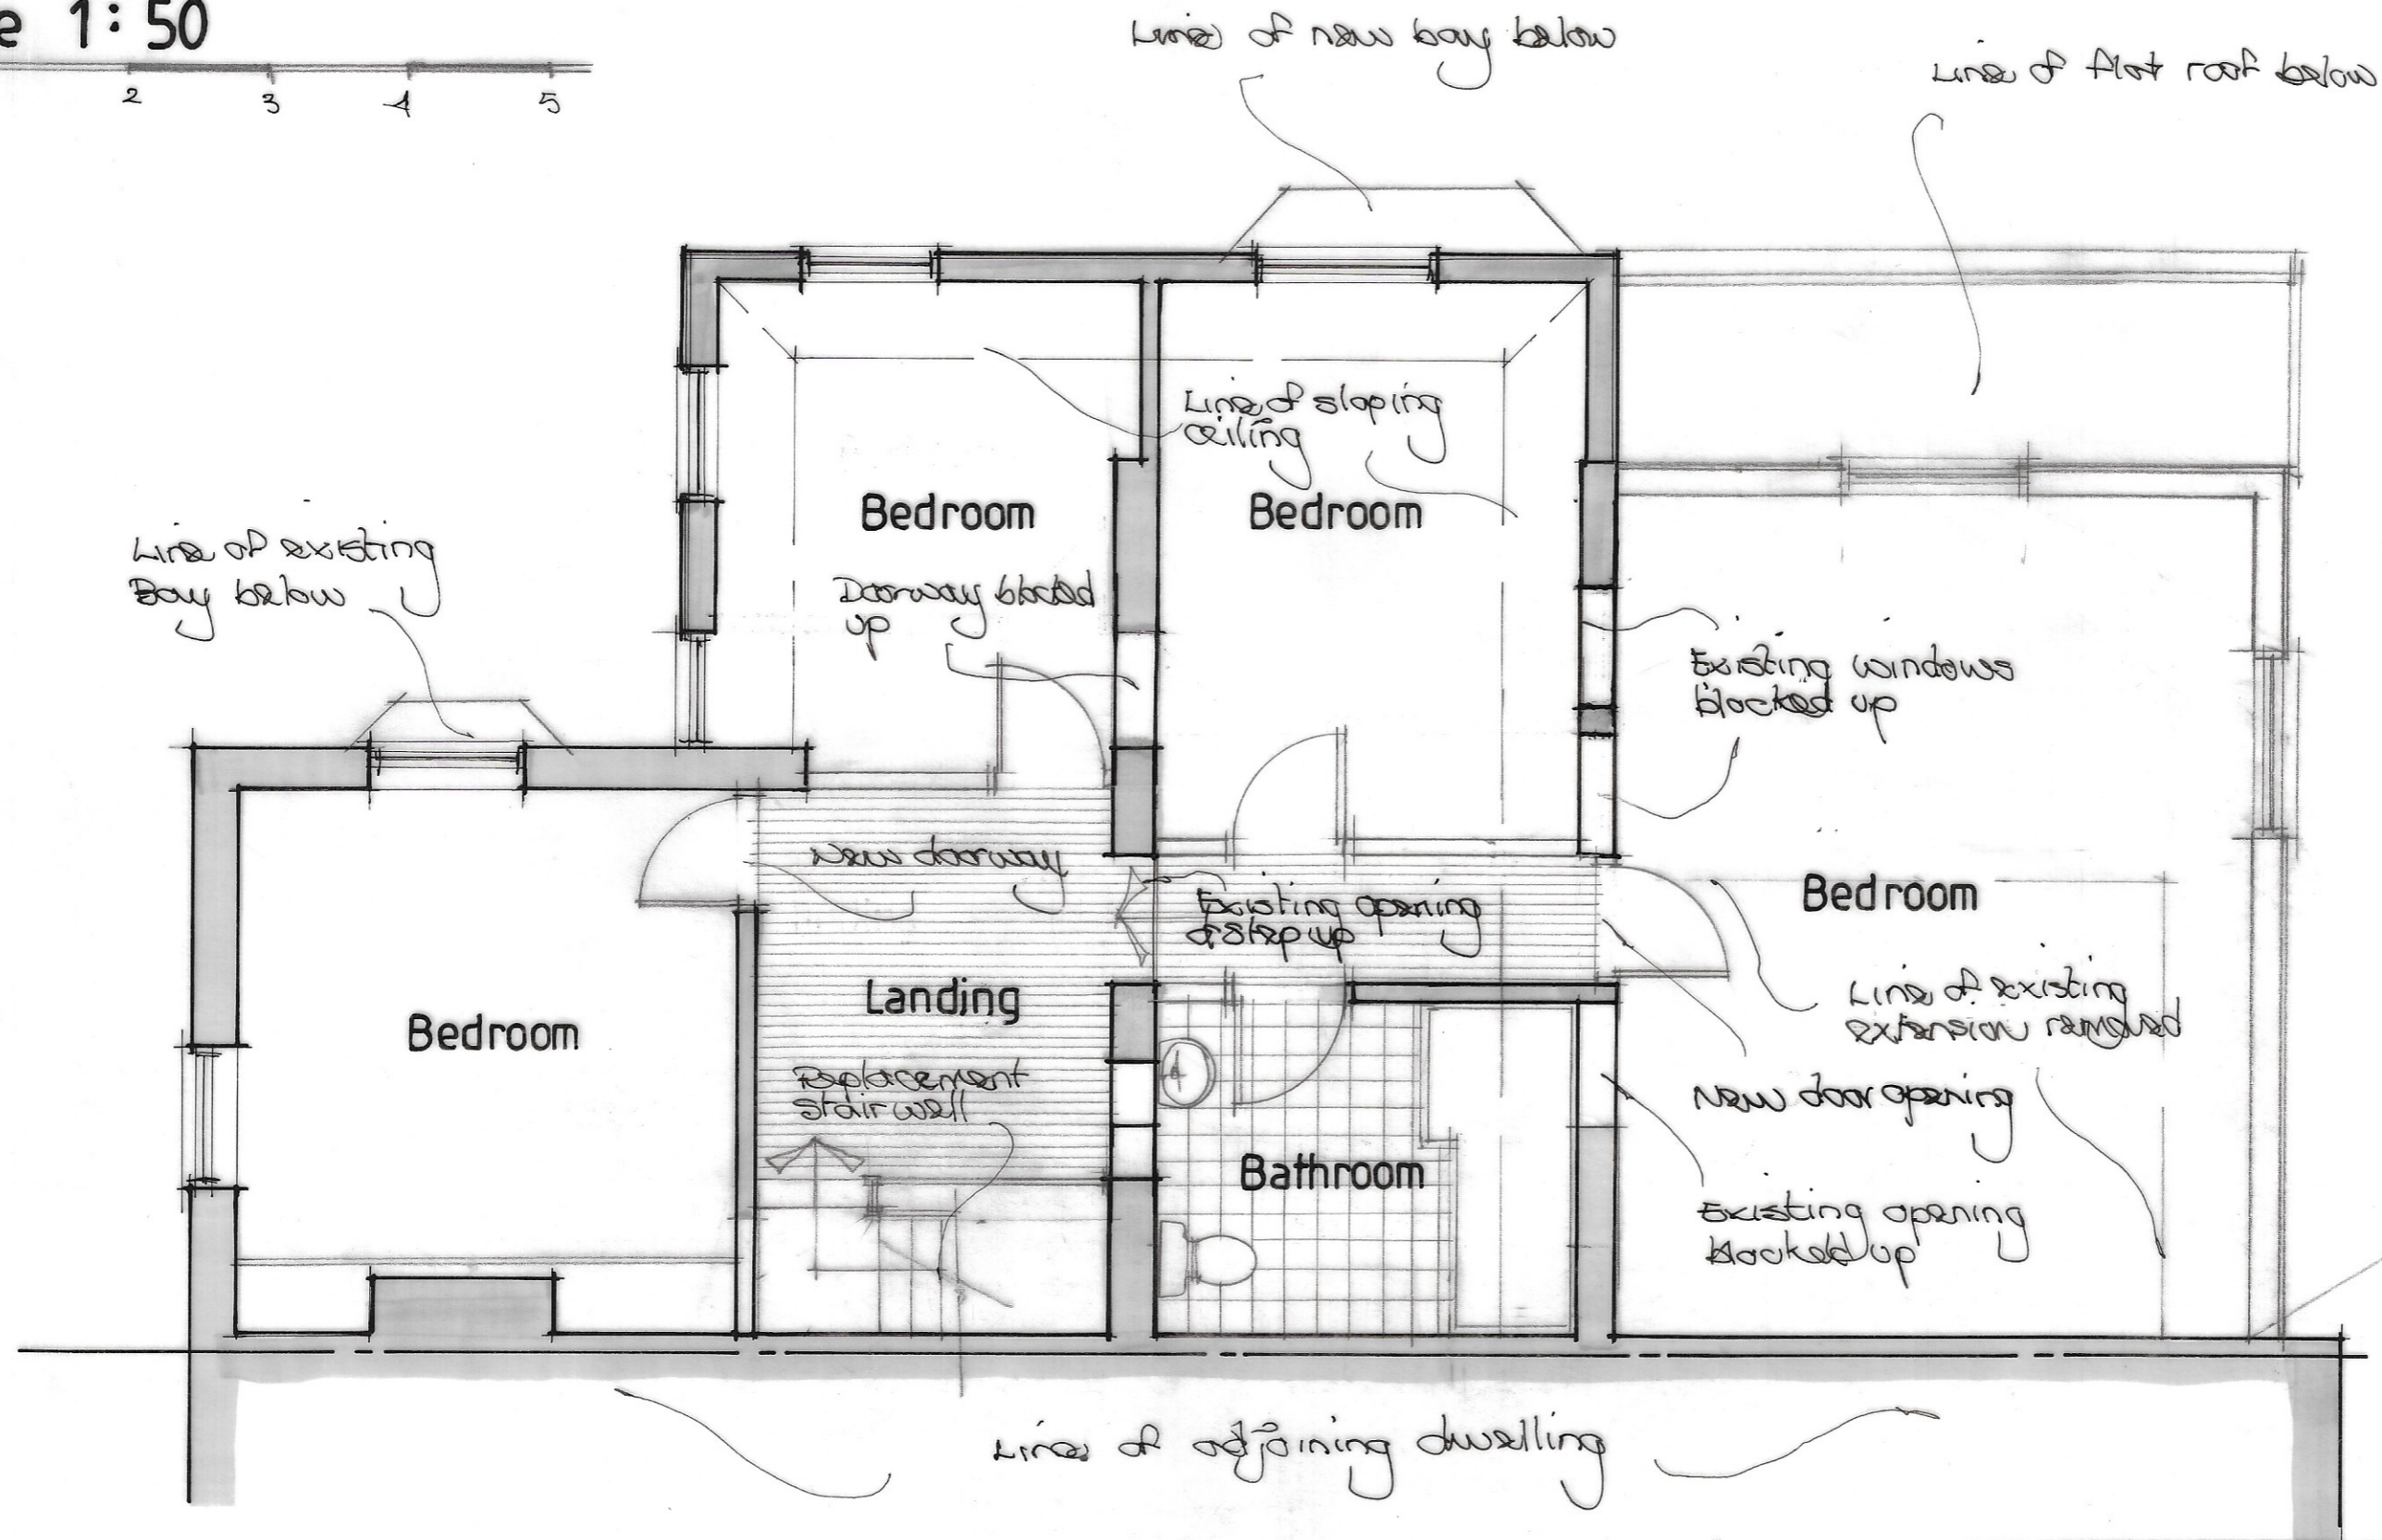 e 1:50
2 3 4 5
Line of new bay below
Line of flat roof below
Line of sloping
ceiling
Bedroom
Bedroom
Line of existing
Bay below
Doorway blocked
up
Existing windows
blocked up
New doorway
Existing opening
& step up
Bedroom
Landing
Bedroom
Line of existing
extension removed
Replacement
stairwell
New door opening
Bathroom
Existing opening
blocked up
Line of adjoining dwelling